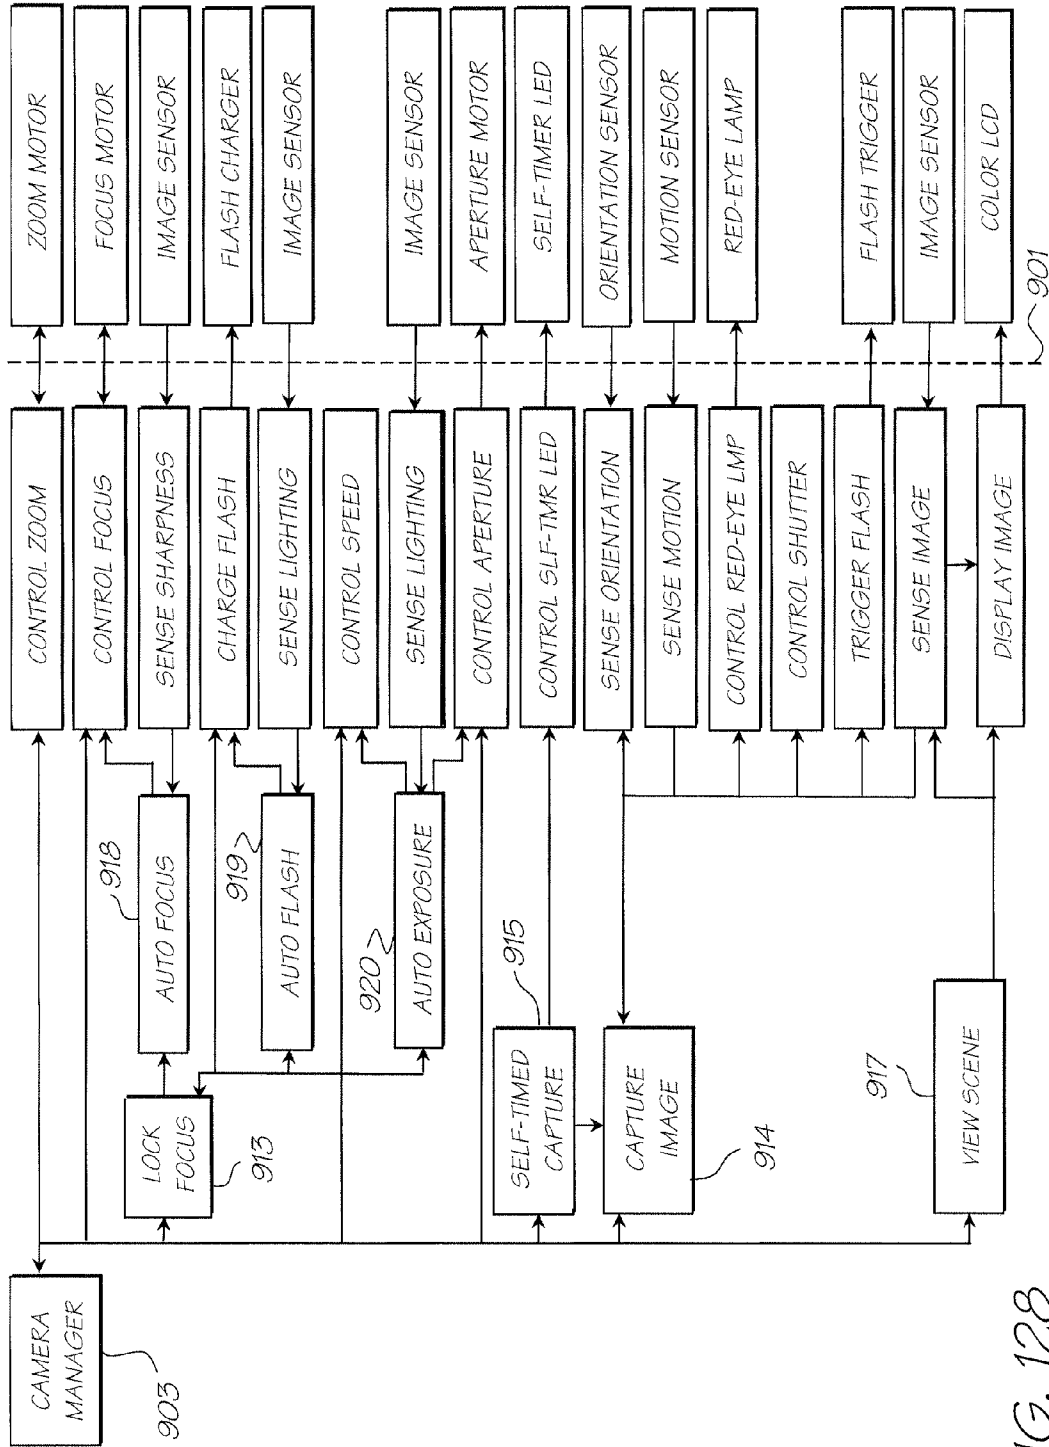 CAMERA
MANAGER
903
LOCK
FOCUS
913
SELF-TIMED
CAPTURE
915
CAPTURE
IMAGE
914
VIEW SCENE
917
AUTO FOCUS
918
AUTO FLASH
919
AUTO EXPOSURE
920
CONTROL ZOOM
CONTROL FOCUS
SENSE SHARPNESS
CHARGE FLASH
SENSE LIGHTING
CONTROL SPEED
SENSE LIGHTING
CONTROL APERTURE
CONTROL SLF-TMR LED
SENSE ORIENTATION
SENSE MOTION
CONTROL RED-EYE LMP
CONTROL SHUTTER
TRIGGER FLASH
SENSE IMAGE
DISPLAY IMAGE
ZOOM MOTOR
FOCUS MOTOR
IMAGE SENSOR
FLASH CHARGER
IMAGE SENSOR
IMAGE SENSOR
APERTURE MOTOR
SELF-TIMER LED
ORIENTATION SENSOR
MOTION SENSOR
RED-EYE LAMP
FLASH TRIGGER
IMAGE SENSOR
COLOR LCD
901
128